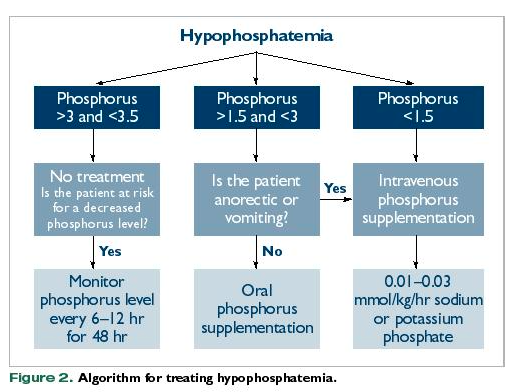 Hypophosphatemia
Phosphorus
>3 and <3.5
Phosphorus
>1.5 and <3
Phosphorus
<1.5
No treatment
Is the patient at risk
for a decreased
phosphorus level?
Is the patient
anorectic or
vomiting?
Yes
Intravenous
phosphorus
supplementation
Yes
No
Monitor
phosphorus level
every 6–12 hr
for 48 hr
Oral
phosphorus
supplementation
0.01–0.03
mmol/kg/hr sodium
or potassium
phosphate
Figure 2. Algorithm for treating hypophosphatemia.